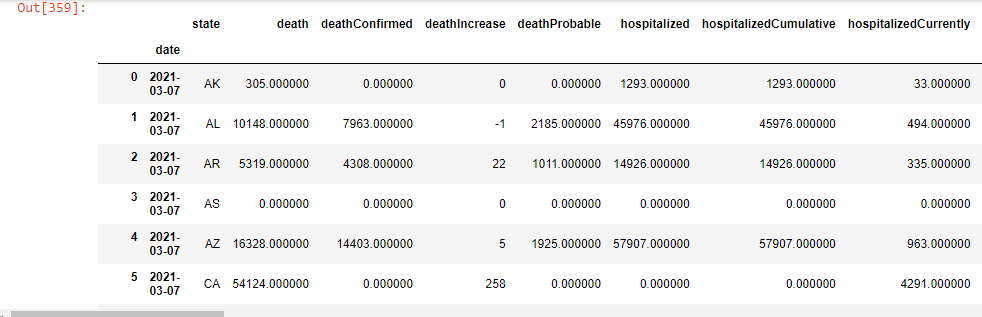 Out[359]:
state death deathConfirmed deathIncrease deathProbable hospitalized hospitalizedCumulative hospitalizedCurrently
date
0 2021-03-07 AK 305.000000 0.000000 0 0.000000 1293.000000 1293.000000 33.000000
1 2021-03-07 AL 10148.000000 7963.000000 -1 2185.000000 45976.000000 45976.000000 494.000000
2 2021-03-07 AR 5319.000000 4308.000000 22 1011.000000 14926.000000 14926.000000 335.000000
3 2021-03-07 AS 0.000000 0.000000 0 0.000000 0.000000 0.000000 0.000000
4 2021-03-07 AZ 16328.000000 14403.000000 5 1925.000000 57907.000000 57907.000000 963.000000
5 2021-03-07 CA 54124.000000 0.000000 258 0.000000 0.000000 0.000000 4291.000000